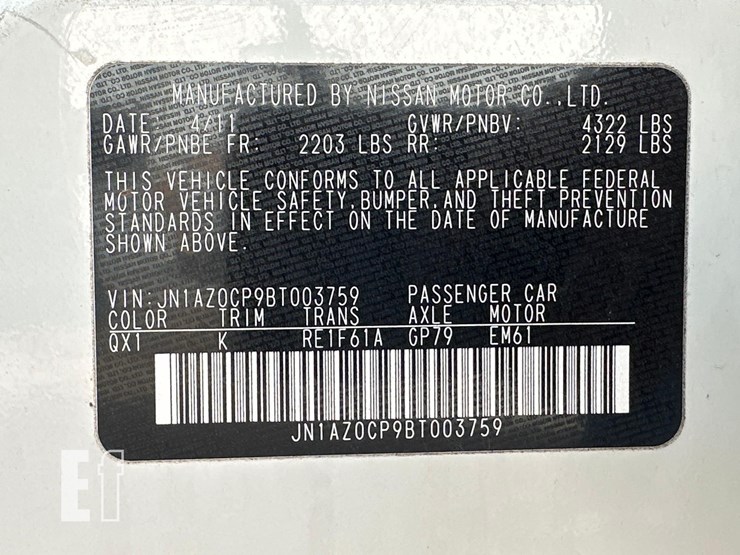 MANUFACTURED BY NISSAN MOTOR CO.,LTD.
DATE: 4/11 GVWR/PNBV: 4322 LBS
GAWR/PNBE FR: 2203 LBS RR: 2129 LBS
THIS VEHICLE CONFORMS TO ALL APPLICABLE FEDERAL
MOTOR VEHICLE SAFETY,BUMPER,AND THEFT PREVENTION
STANDARDS IN EFFECT ON THE DATE OF MANUFACTURE
SHOWN ABOVE.
VIN:JN1AZ0CP9BT003759 PASSENGER CAR
COLOR TRIM TRANS AXLE MOTOR
QX1 K RE1F61A GP79 EM61
JN1AZ0CP9BT003759
Ef